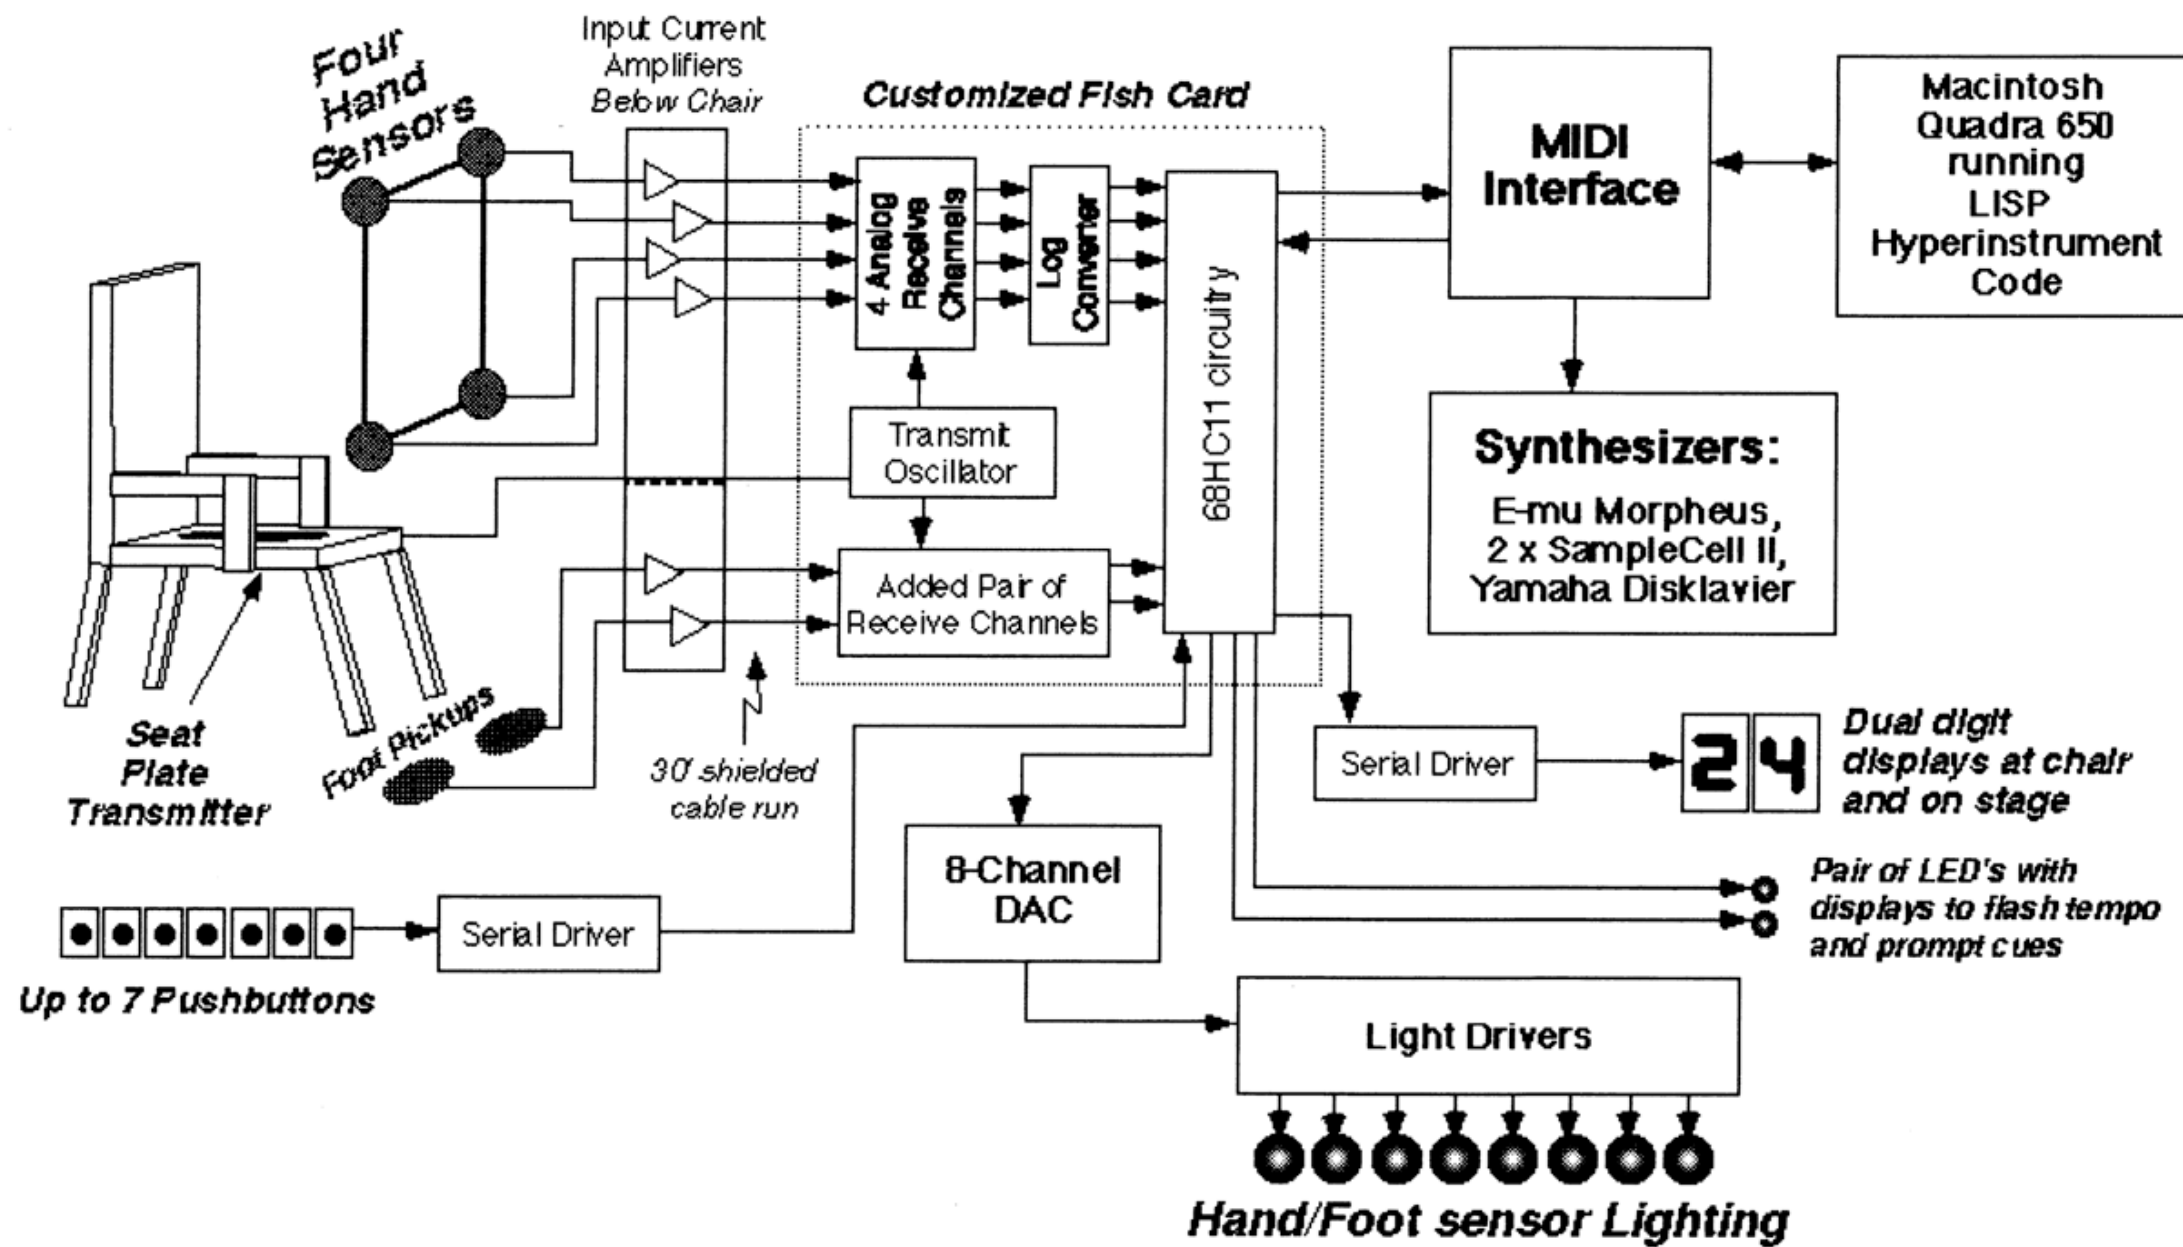 Four
Hand
Sensors
Input Current
Amplifiers
Below Chair
Customized Fish Card
4 Analog
Receive
Channels
Log
Converter
68HC11 circuitry
MIDI
Interface
Macintosh
Quadra 650
running
LISP
Hyperinstrument
Code
Transmit
Oscillator
Synthesizers:
E-mu Morpheus,
2 x SampleCell II,
Yamaha Disklavier
Added Pair of
Receive Channels
Seat
Plate
Transmitter
Foot Pickups
30' shielded
cable run
Serial Driver
24
Dual digit
displays at chair
and on stage
8-Channel
DAC
Pair of LED's with
displays to flash tempo
and prompt cues
Serial Driver
Up to 7 Pushbuttons
Light Drivers
Hand/Foot sensor Lighting